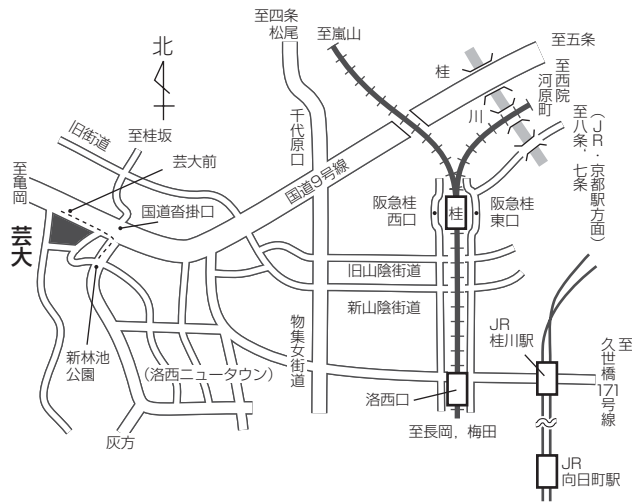 至四条
松尾
至嵐山
至五条
至西院
河原町
至八条，七条
（JR・京都駅方面）
北
桂
川
旧街道
至桂坂
千代原口
芸大前
国道9号線
至亀岡
国道沓掛口
阪急桂
西口
桂
阪急桂
東口
芸大
旧山陰街道
新山陰街道
新林池
公園
物集女街道
（洛西ニュータウン）
JR
桂川駅
至
久世橋
171号線
洛西口
灰方
至長岡，梅田
JR
向日町駅